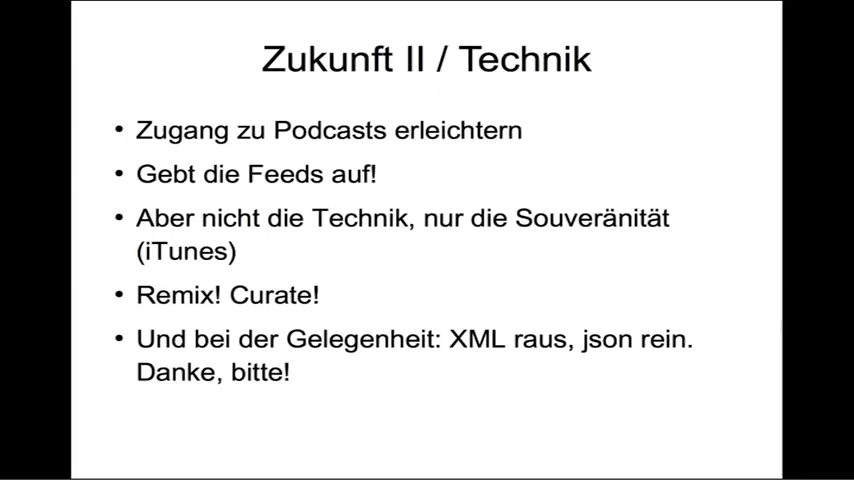 Zukunft II / Technik
• Zugang zu Podcasts erleichtern
• Gebt die Feeds auf!
• Aber nicht die Technik, nur die Souveränität
(iTunes)
• Remix! Curate!
• Und bei der Gelegenheit: XML raus, json rein.
Danke, bitte!